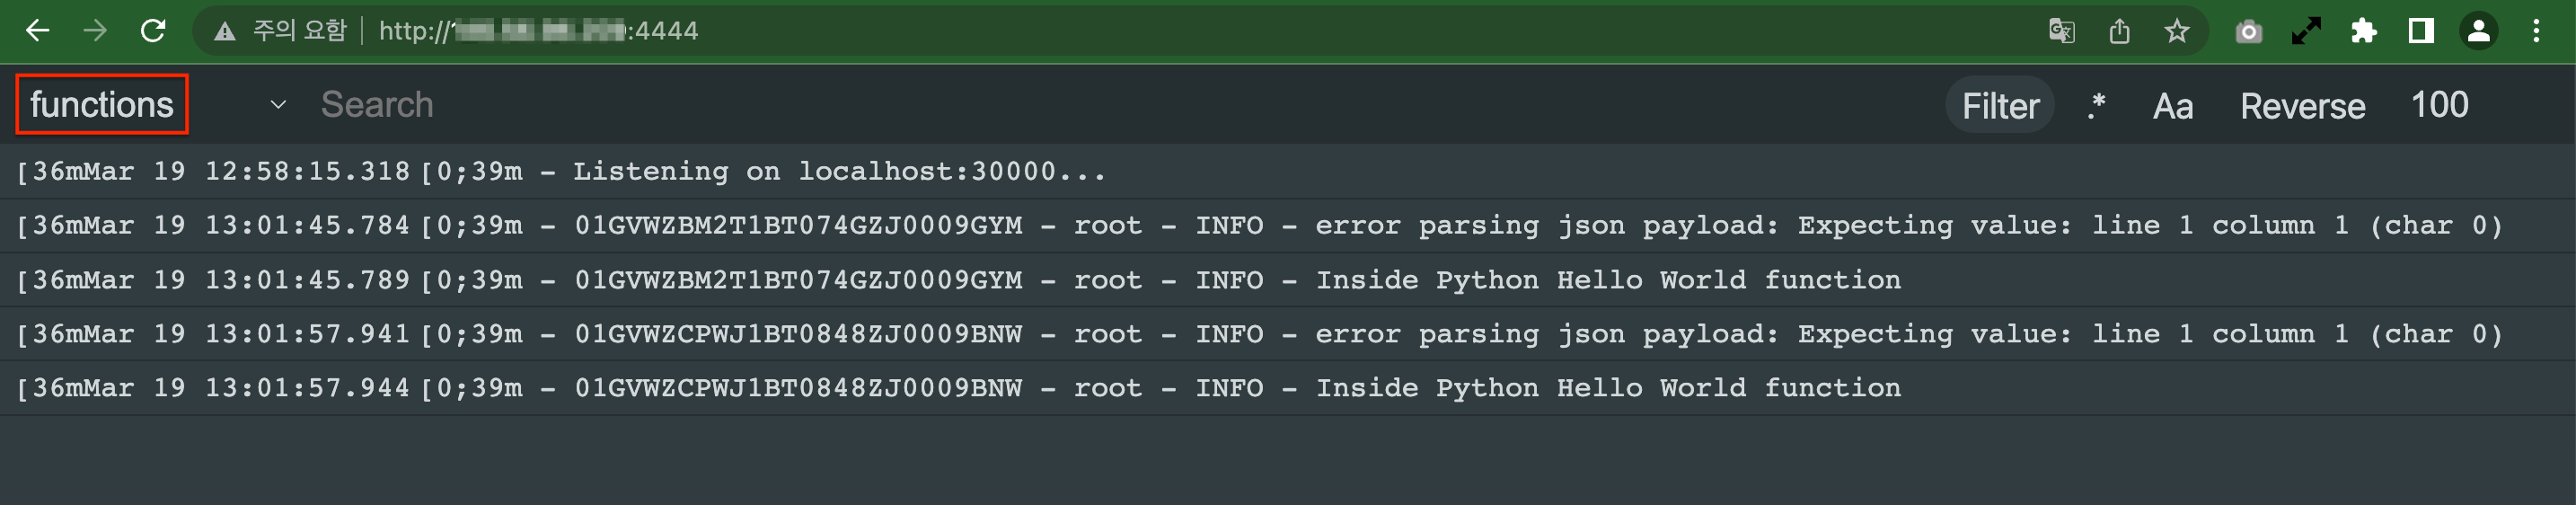 주의 요함 http:// :4444
functions Search Filter .* Aa Reverse 100
[36mMar 19 12:58:15.318 [0;39m - Listening on localhost:30000...
[36mMar 19 13:01:45.784 [0;39m - 01GVWZBM2T1BT074GZJ0009GYM - root - INFO - error parsing json payload: Expecting value: line 1 column 1 (char 0)
[36mMar 19 13:01:45.789 [0;39m - 01GVWZBM2T1BT074GZJ0009GYM - root - INFO - Inside Python Hello World function
[36mMar 19 13:01:57.941 [0;39m - 01GVWZCPWJ1BT0848ZJ0009BNW - root - INFO - error parsing json payload: Expecting value: line 1 column 1 (char 0)
[36mMar 19 13:01:57.944 [0;39m - 01GVWZCPWJ1BT0848ZJ0009BNW - root - INFO - Inside Python Hello World function